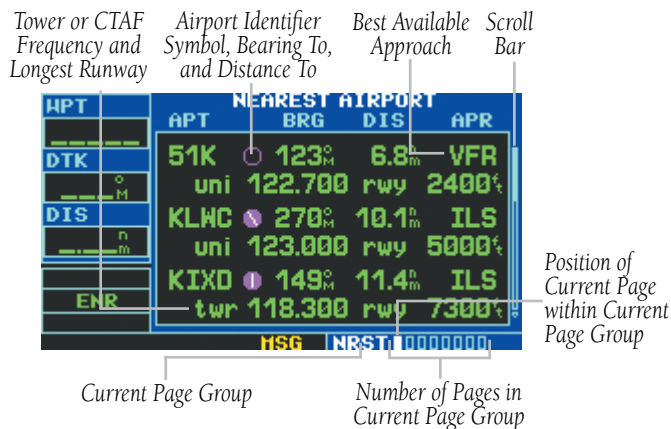 Tower or CTAF Frequency and Longest Runway
Airport Identifier Symbol, Bearing To, and Distance To
Best Available Approach
Scroll Bar
WPT
NEAREST AIRPORT
APT BRG DIS APR
_____
DTK
___°M
DIS
__.__nm
ENR
51K 123°M 6.8nm VFR
uni 122.700 rwy 2400ft
KLWC 270°M 10.1nm ILS
uni 123.000 rwy 5000ft
KIXD 149°M 11.4nm ILS
twr 118.300 rwy 7300ft
MSG NRST
Position of Current Page within Current Page Group
Current Page Group
Number of Pages in Current Page Group